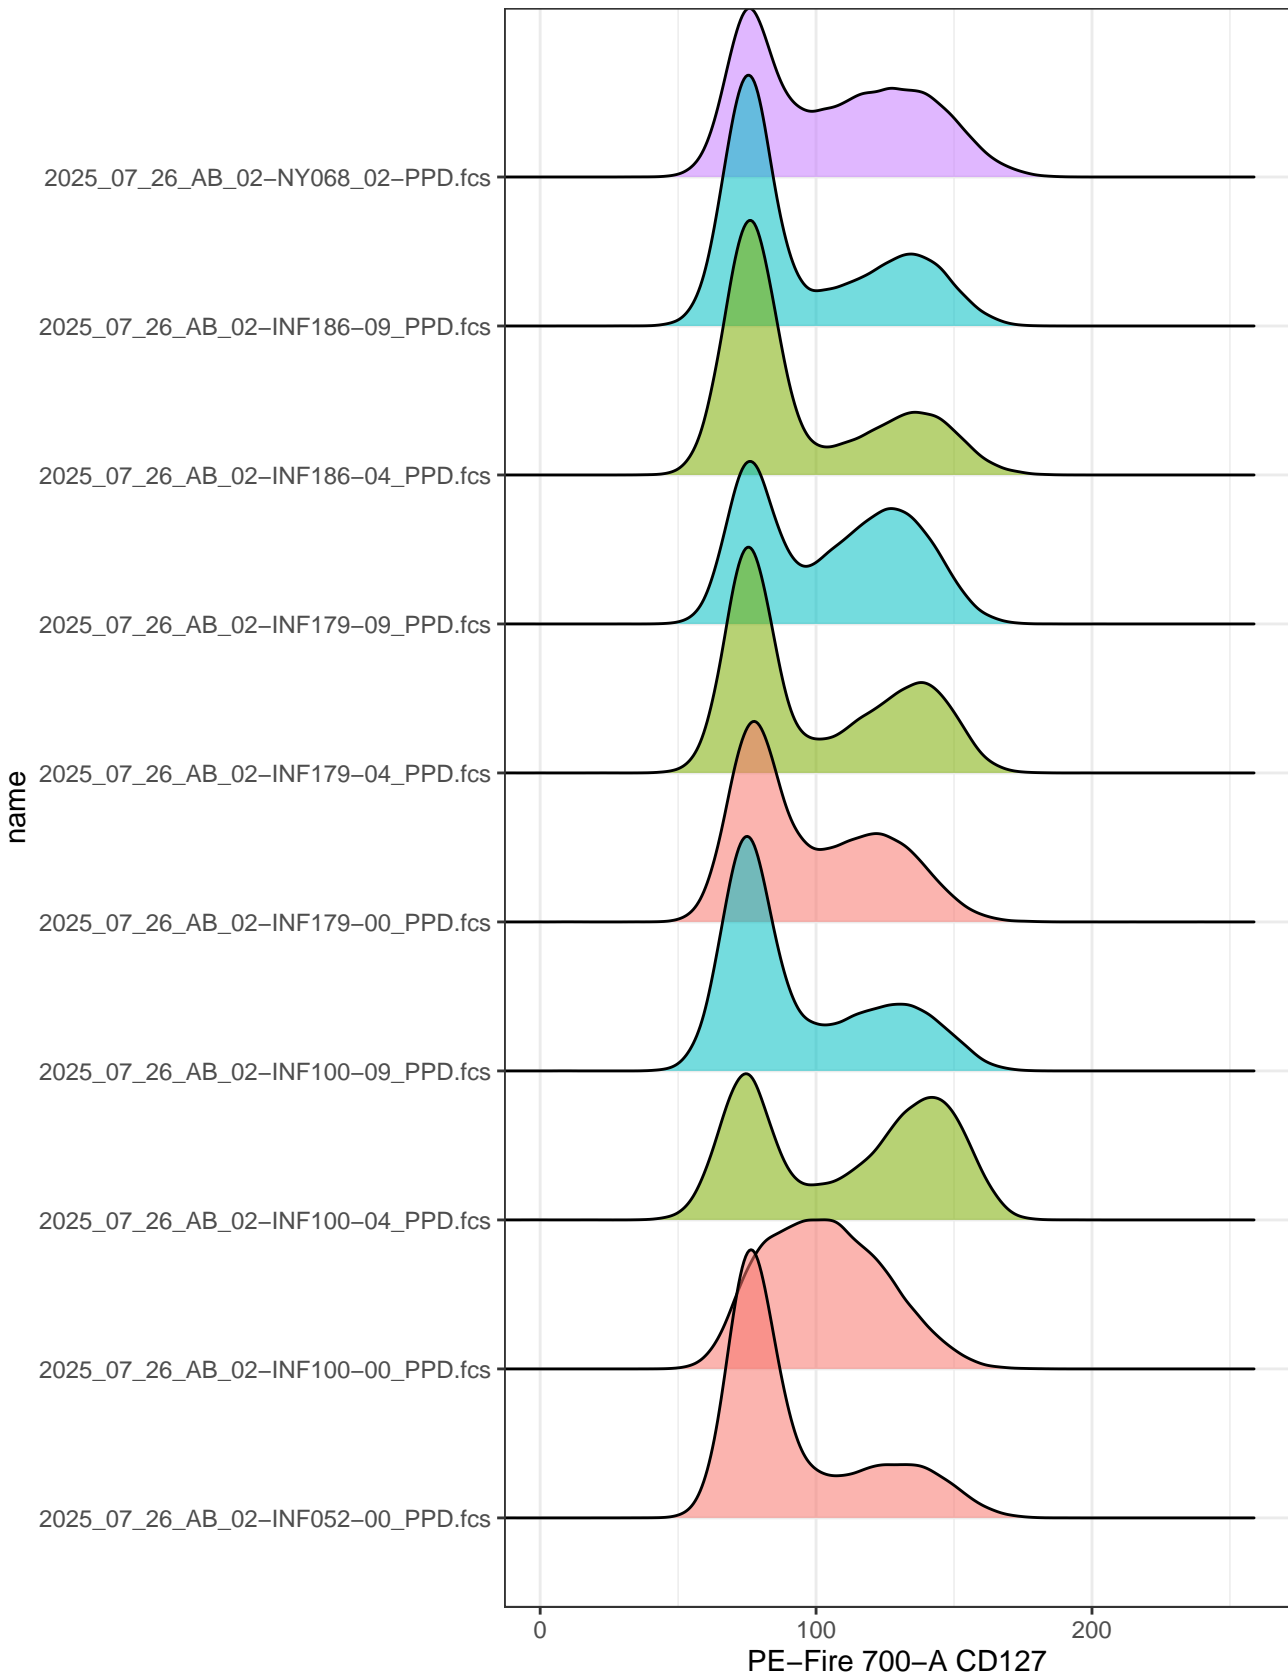 2025_07_26_AB_02−NY068_02−PPD.fcs
2025_07_26_AB_02−INF186−09_PPD.fcs
2025_07_26_AB_02−INF186−04_PPD.fcs
2025_07_26_AB_02−INF179−09_PPD.fcs
2025_07_26_AB_02−INF179−04_PPD.fcs
name
2025_07_26_AB_02−INF179−00_PPD.fcs
2025_07_26_AB_02−INF100−09_PPD.fcs
2025_07_26_AB_02−INF100−04_PPD.fcs
2025_07_26_AB_02−INF100−00_PPD.fcs
2025_07_26_AB_02−INF052−00_PPD.fcs
0 100 200
PE−Fire 700−A CD127